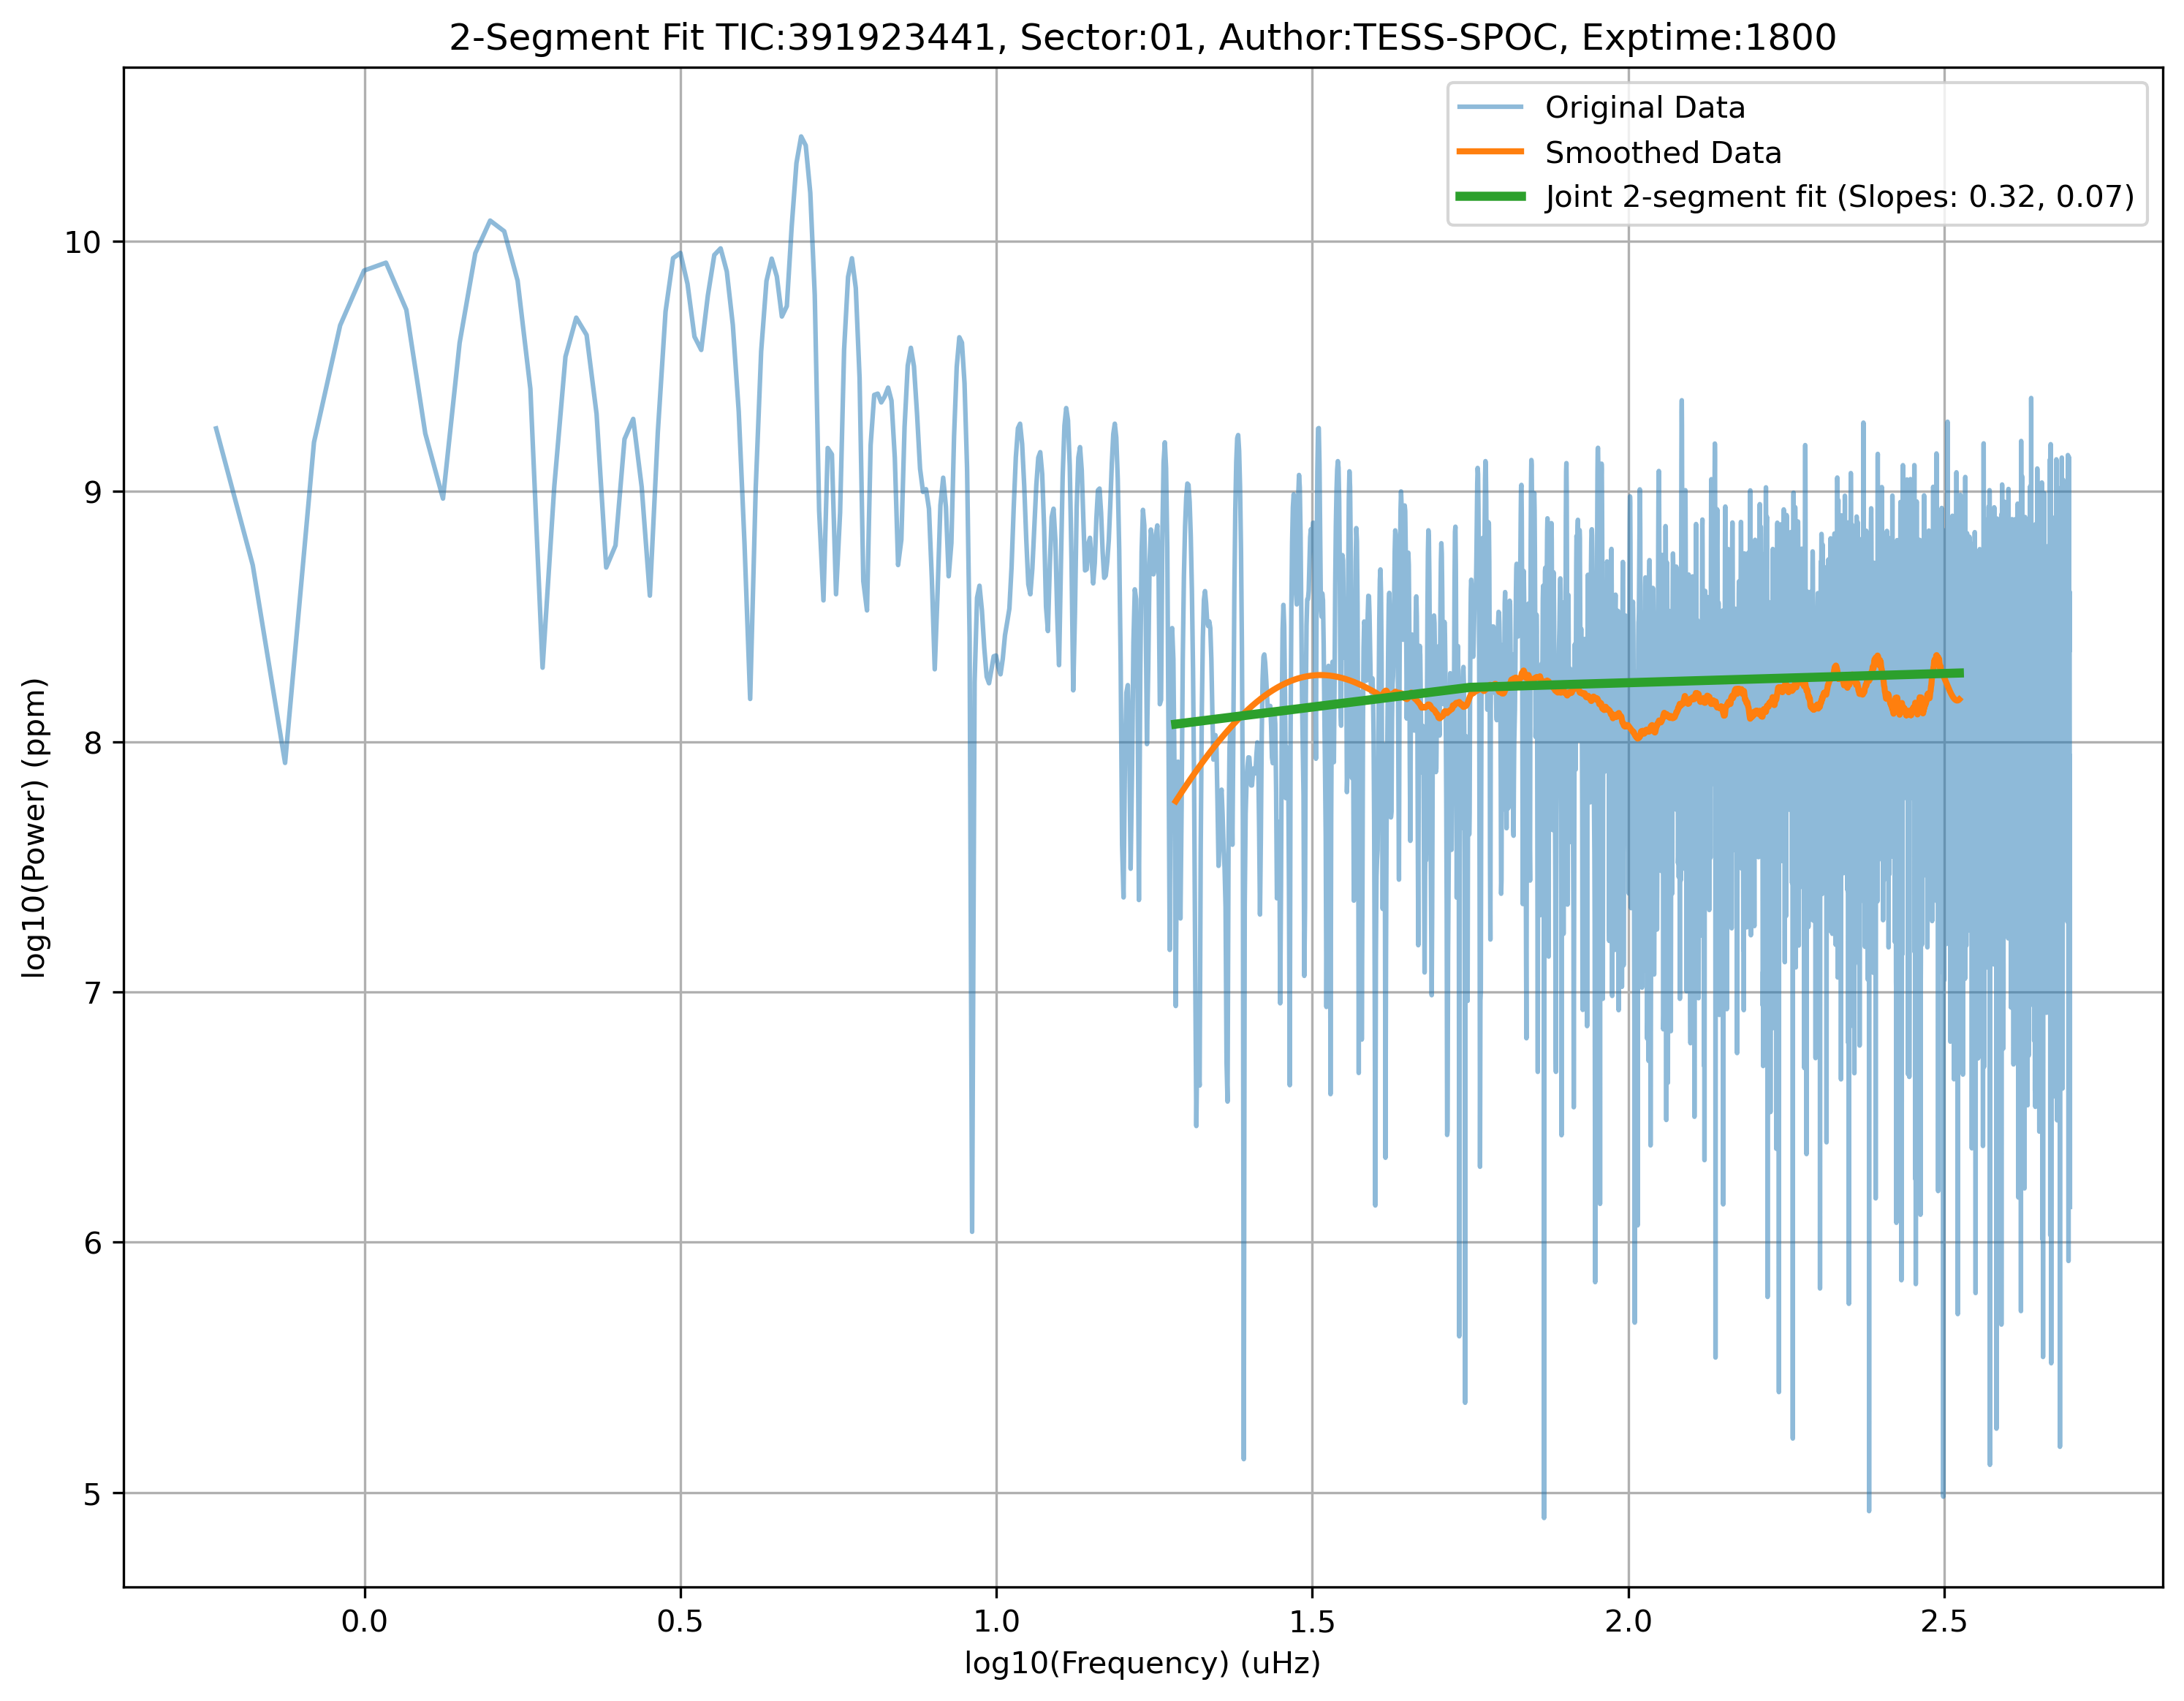 2-Segment Fit TIC:391923441, Sector:01, Author:TESS-SPOC, Exptime:1800
Original Data
Smoothed Data
Joint 2-segment fit (Slopes: 0.32, 0.07)
log10(Power) (ppm)
10
9
8
7
6
5
0.0 0.5 1.0 1.5 2.0 2.5
log10(Frequency) (uHz)